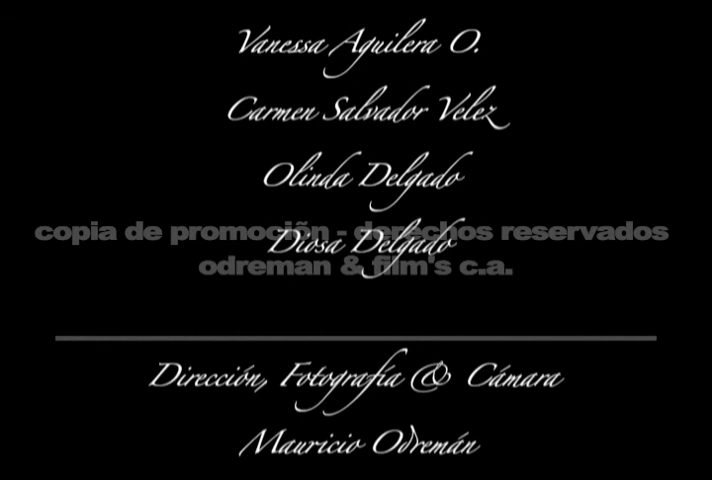 Vanessa Aguilera O.
Carmen Salvador Velez
Olinda Delgado
copia de promociñn - derechos reservados
Diosa Delgado
odreman & film's c.a.
Dirección, Fotografía & Cámara
Mauricio Odremán